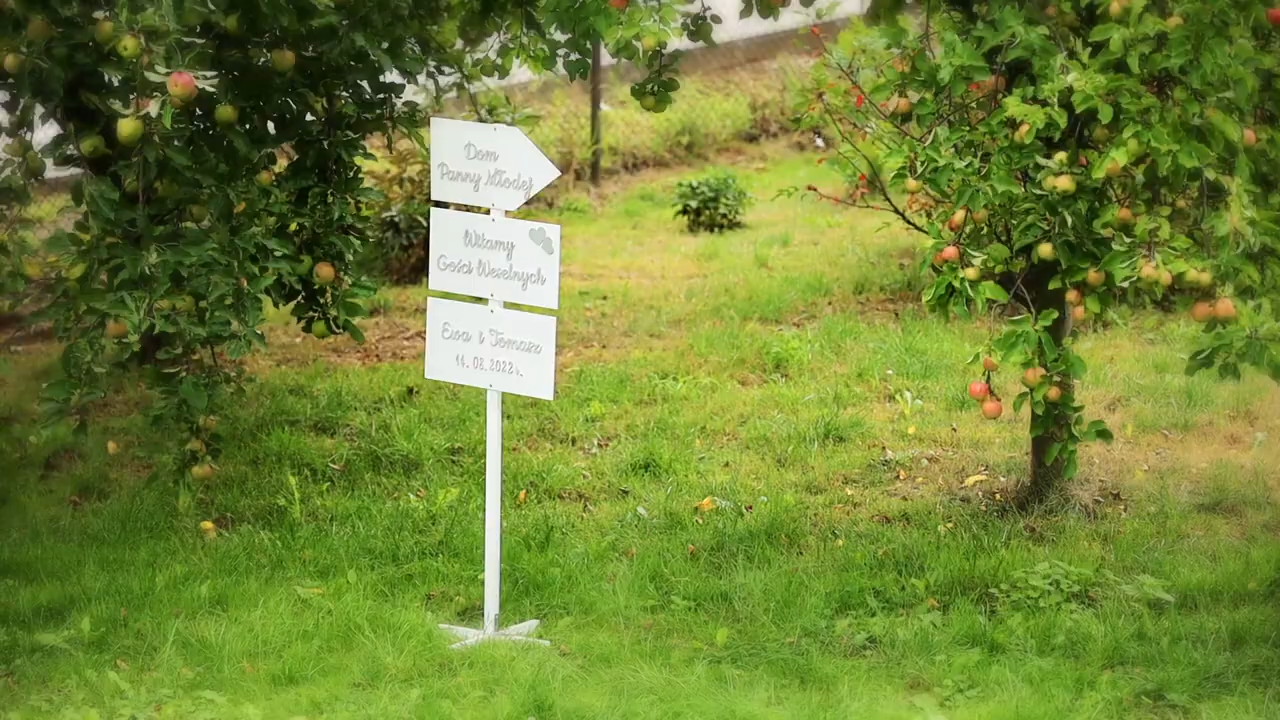 Dom
Panny Młodej
Witamy
Gości Weselnych
Ewa i Tomasz
14. 08. 2022 r.